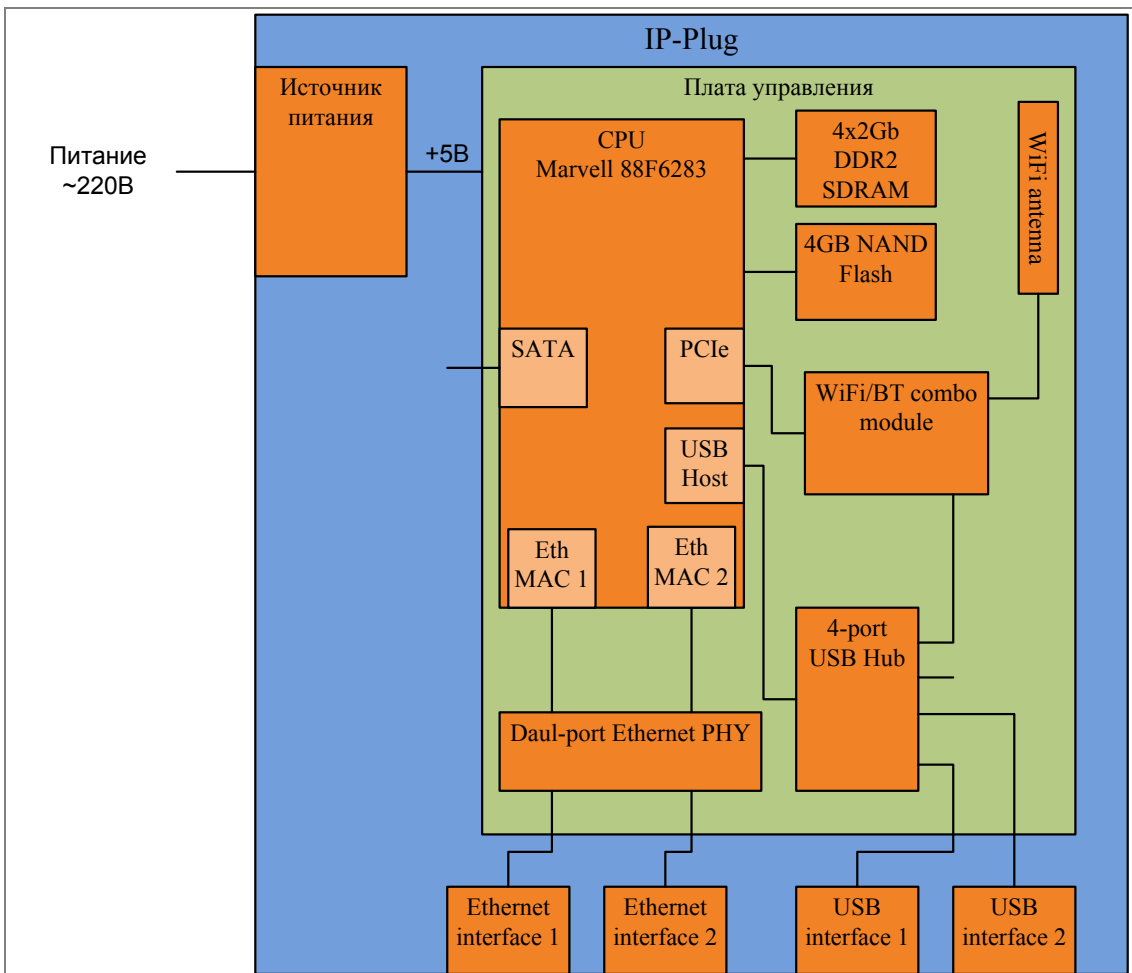 IP-Plug
Источник
питания
Плата управления
Питание
~220В
+5В
CPU
Marvell 88F6283
4x2Gb
DDR2
SDRAM
WiFi antenna
4GB NAND
Flash
SATA
PCIe
WiFi/BT combo
module
USB
Host
Eth
MAC 1
Eth
MAC 2
4-port
USB Hub
Daul-port Ethernet PHY
Ethernet
interface 1
Ethernet
interface 2
USB
interface 1
USB
interface 2